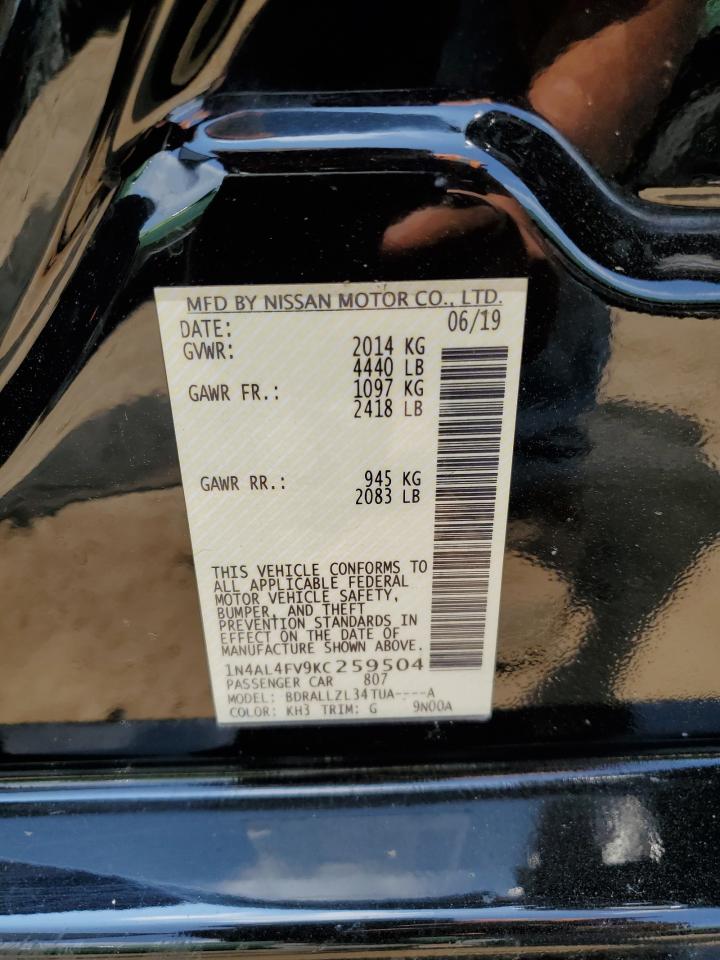 MFD BY NISSAN MOTOR CO., LTD.
DATE: 06/19
GVWR: 2014 KG
4440 LB
GAWR FR.: 1097 KG
2418 LB
GAWR RR.: 945 KG
2083 LB
THIS VEHICLE CONFORMS TO
ALL APPLICABLE FEDERAL
MOTOR VEHICLE SAFETY,
BUMPER, AND THEFT
PREVENTION STANDARDS IN
EFFECT ON THE DATE OF
MANUFACTURE SHOWN ABOVE.
1N4AL4FV9KC259504
PASSENGER CAR 807
MODEL: BDRALLZL34TUA----A
COLOR: KH3 TRIM: G 9N00A